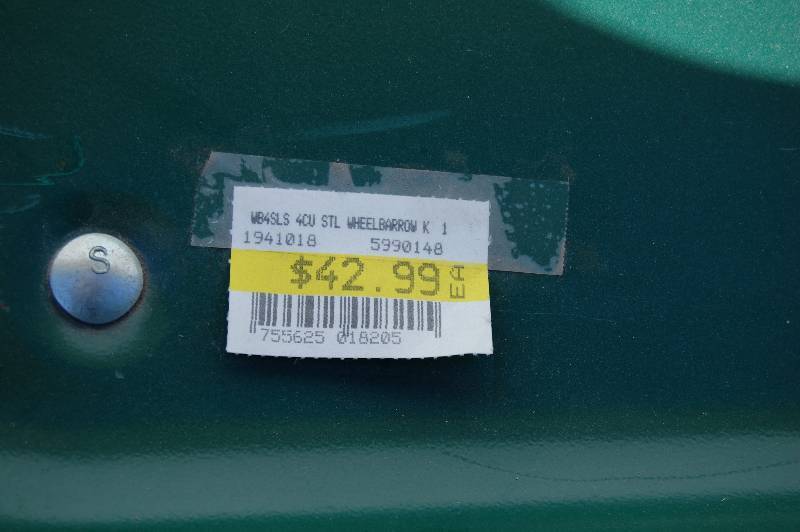 WB4SLS 4CU STL WHEELBARROW K 1
1941018 5990148
$42.99 EA
755625 018205
S